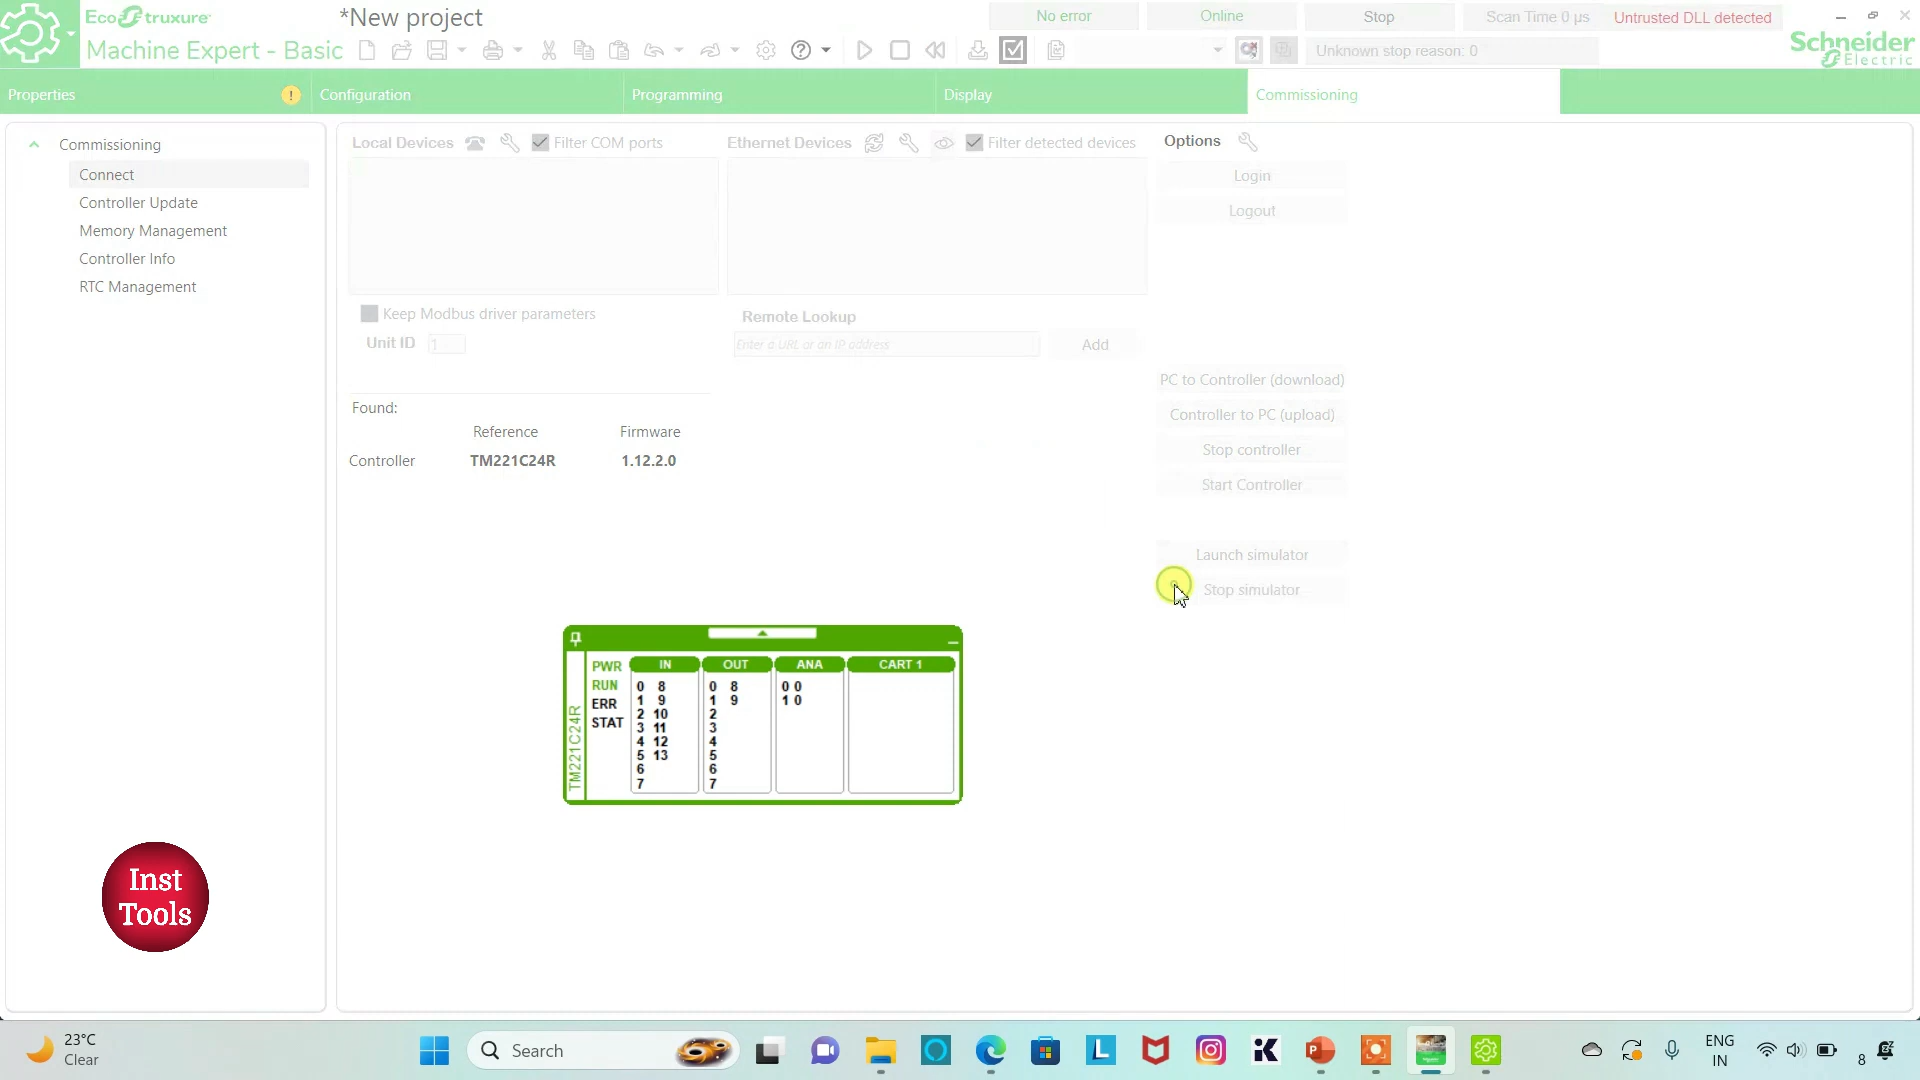 EcoStruxure
Machine Expert - Basic
*New project
No error
Online
Stop
Scan Time 0 µs
Untrusted DLL detected
Unknown stop reason: 0
Schneider
Electric
Properties
Configuration
Programming
Display
Commissioning
Commissioning
Connect
Controller Update
Memory Management
Controller Info
RTC Management
Local Devices
Filter COM ports
Ethernet Devices
Filter detected devices
Options
Login
Logout
Keep Modbus driver parameters
Unit ID 1
Remote Lookup
Enter a URL or an IP address
Add
Found:
Reference Firmware
Controller TM221C24R 1.12.2.0
PC to Controller (download)
Controller to PC (upload)
Stop controller
Start Controller
Launch simulator
Stop simulator
TM221C24R
PWR
RUN
ERR
STAT
IN
0 8
1 9
2 10
3 11
4 12
5 13
6
7
OUT
0 8
1 9
2
3
4
5
6
7
ANA
0 0
1 0
CART 1
Inst
Tools
23°C
Clear
Search
ENG
IN
8